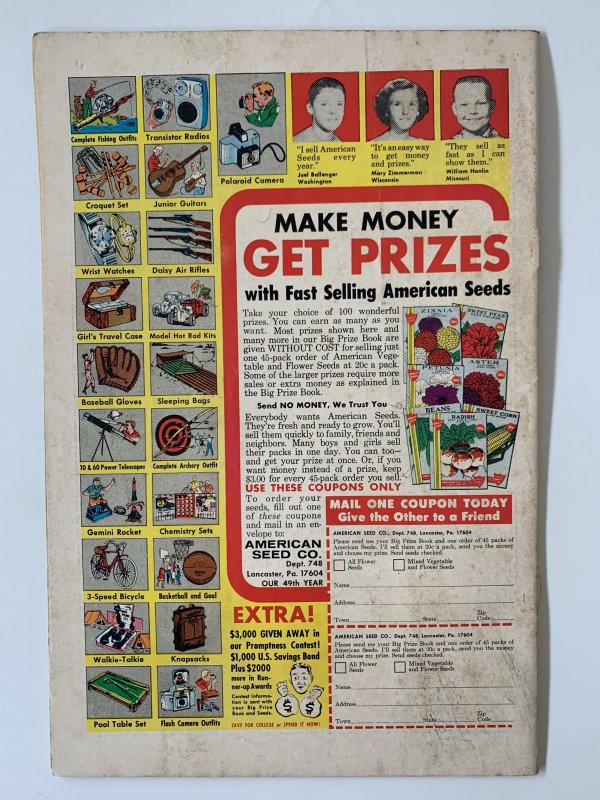 Complete Fishing Outfits
Transistor Radios
Polaroid Camera
Croquet Set
Junior Guitars
Wrist Watches
Daisy Air Rifles
Girl's Travel Case
Model Hot Rod Kits
Baseball Gloves
Sleeping Bags
10 & 60 Power Telescopes
Complete Archery Outfit
Gemini Rocket
Chemistry Sets
3-Speed Bicycle
Basketball and Goal
Walkie-Talkie
Knapsacks
Pool Table Set
Flash Camera Outfits
"I sell American
Seeds every
year."
Joel Ballenger
Washington
"It's an easy way
to get money
and prizes."
Mary Zimmerman
Wisconsin
"They sell as
fast as I can
show them."
William Hanlin
Missouri
MAKE MONEY
GET PRIZES
with Fast Selling American Seeds
Take your choice of 100 wonderful
prizes. You can earn as many as you
want. Most prizes shown here and
many more in our Big Prize Book are
given WITHOUT COST for selling just
one 45-pack order of American Vege-
table and Flower Seeds at 20c a pack.
Some of the larger prizes require more
sales or extra money as explained in
the Big Prize Book.
Send NO MONEY, We Trust You
Everybody wants American Seeds.
They're fresh and ready to grow. You'll
sell them quickly to family, friends and
neighbors. Many boys and girls sell
their packs in one day. You can too—
and get your prize at once. Or, if you
want money instead of a prize, keep
$3.00 for every 45-pack order you sell.
USE THESE COUPONS ONLY
To order your
seeds, fill out one
of these coupons
and mail in an en-
velope to:
AMERICAN
SEED CO.
Dept. 748
Lancaster, Pa. 17604
OUR 49th YEAR
ZINNIA
SWEET PEAS
PETUNIA
ASTER
BEANS
RADISH
SWEET CORN
MAIL ONE COUPON TODAY
Give the Other to a Friend
AMERICAN SEED CO., Dept. 748, Lancaster, Pa. 17604
Please send me your Big Prize Book and one order of 45 packs of
American Seeds. I'll sell them at 20c a pack, send you the money
and choose my prize. Send seeds checked.
All Flower
Seeds
Mixed Vegetable
and Flower Seeds
Name
Address
Town State Zip
Code
AMERICAN SEED CO., Dept. 748, Lancaster, Pa. 17604
Please send me your Big Prize Book and one order of 45 packs of
American Seeds. I'll sell them at 20c a pack, send you the money
and choose my prize. Send seeds checked.
All Flower
Seeds
Mixed Vegetable
and Flower Seeds
Name
Address
Town State Zip
Code
EXTRA!
$3,000 GIVEN AWAY in
our Promptness Contest!
$1,000 U.S. Savings Bond
Plus $2000
more in Run-
ner-up Awards
Contest informa-
tion is sent with
your Big Prize
Book and Seeds.
$ $
SAVE FOR COLLEGE or SPEND IT NOW!